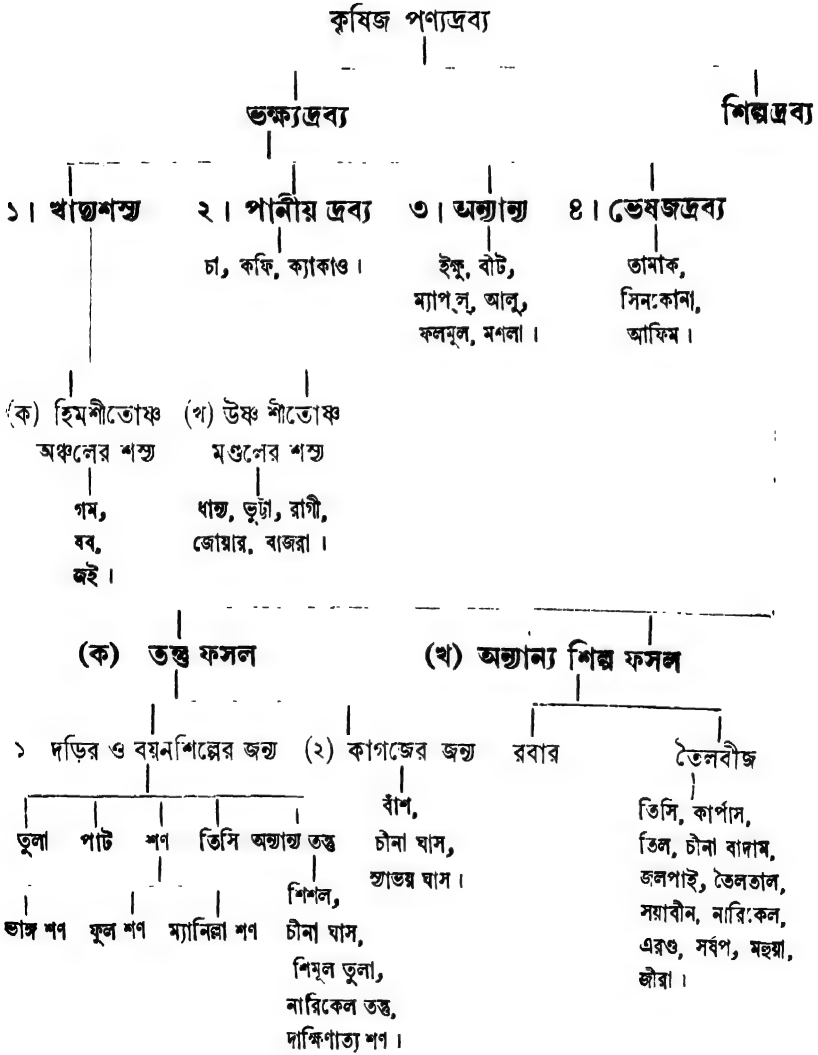 কৃষিজ পণ্যদ্রব্য
ভক্ষ্যদ্রব্য শিল্পদ্রব্য
১। খাদ্যশস্য ২। পানীয় দ্রব্য ৩। অন্যান্য ৪। ভেষজদ্রব্য
চা, কফি, ক্যাকাও। ইক্ষু, বীট, তামাক,
ম্যাপ্‌ল্, আলু, সিনকোনা,
ফলমূল, মশলা। আফিম।
(ক) হিমশীতোষ্ণ (খ) উষ্ণ শীতোষ্ণ
অঞ্চলের শস্য মণ্ডলের শস্য
গম, ধান্য, ভুট্টা, রাগী,
যব, জোয়ার, বাজরা।
জই।
(ক) তন্তু ফসল (খ) অন্যান্য শিল্প ফসল
১ দড়ির ও বয়নশিল্পের জন্য (২) কাগজের জন্য রবার তৈলবীজ
বাঁশ, তিসি, কার্পাস,
তুলা পাট শণ তিসি অন্যান্য তন্তু চীনা ঘাস, তিল, চীনা বাদাম,
স্যাভয় ঘাস। জলপাই, তৈলতাল,
শিশল, সয়াবীন, নারিকেল,
ভাঙ্গ শণ ফুল শণ ম্যানিল্লা শণ চীনা ঘাস, এরণ্ড, সর্ষপ, মহুয়া,
শিমূল তুলা, জীরা।
নারিকেল তন্তু,
দাক্ষিণাত্য শণ।